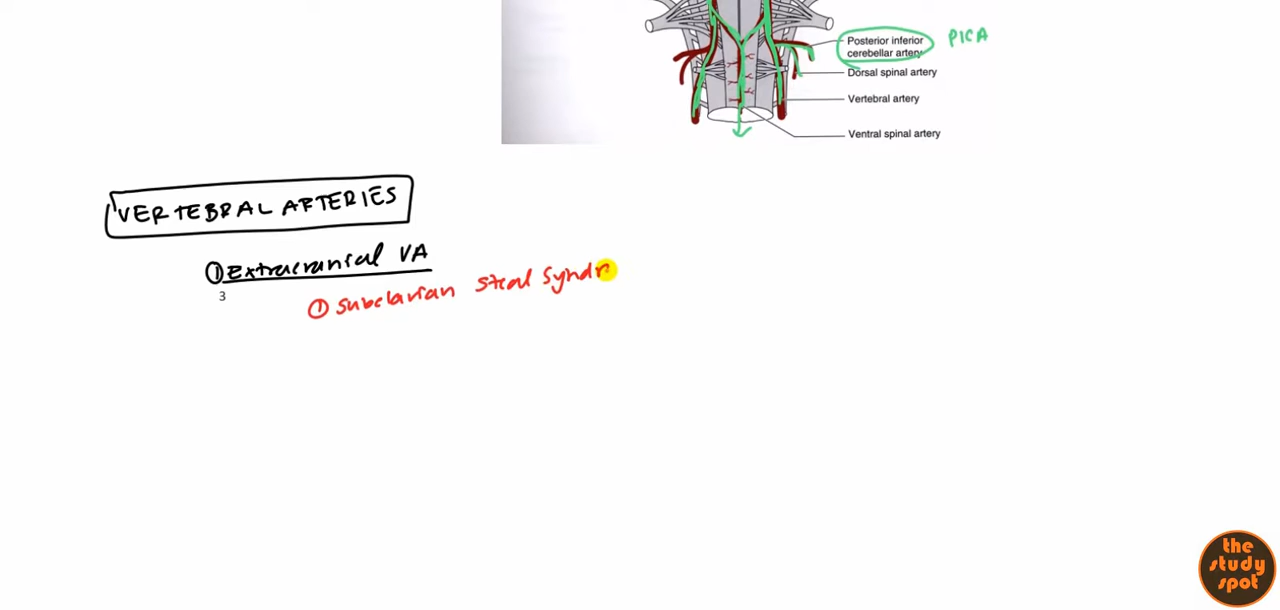 Posterior inferior
cerebellar artery
PICA
Dorsal spinal artery
Vertebral artery
Ventral spinal artery
VERTEBRAL ARTERIES
① Extracranial VA
3
① Subclavian Steal Syndr
the
study
spot